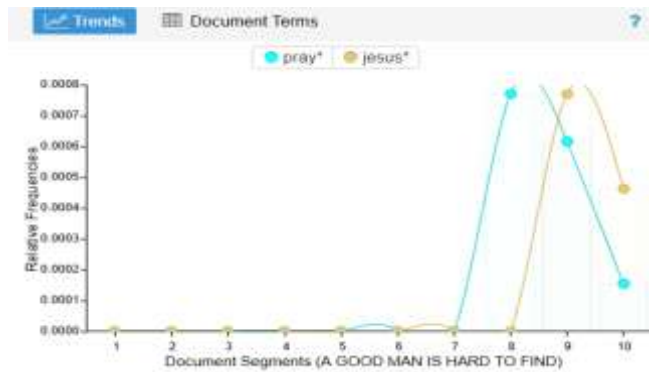 Trends Document Terms ?
pray* jesus*
0.0008
0.0007
0.0006
0.0005
0.0004
0.0003
0.0002
0.0001
0.0000
Relative Frequencies
1 2 3 4 5 6 7 8 9 10
Document Segments (A GOOD MAN IS HARD TO FIND)